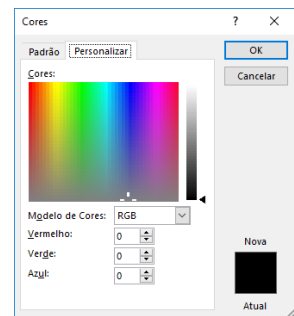 Cores ? ×
Padrão Personalizar OK
Cores: Cancelar
Modelo de Cores: RGB
Vermelho: 0
Verde: 0 Nova
Azul: 0
Atual